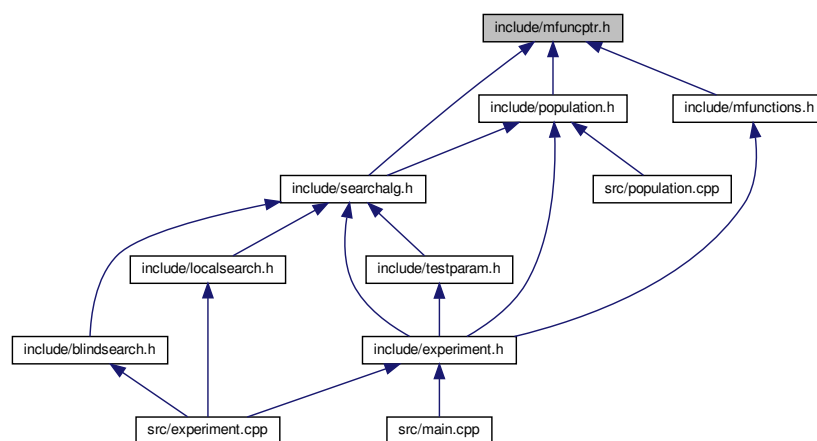 include/mfuncptr.h
include/population.h
include/mfunctions.h
include/searchalg.h
src/population.cpp
include/localsearch.h
include/testparam.h
include/blindsearch.h
include/experiment.h
src/experiment.cpp
src/main.cpp